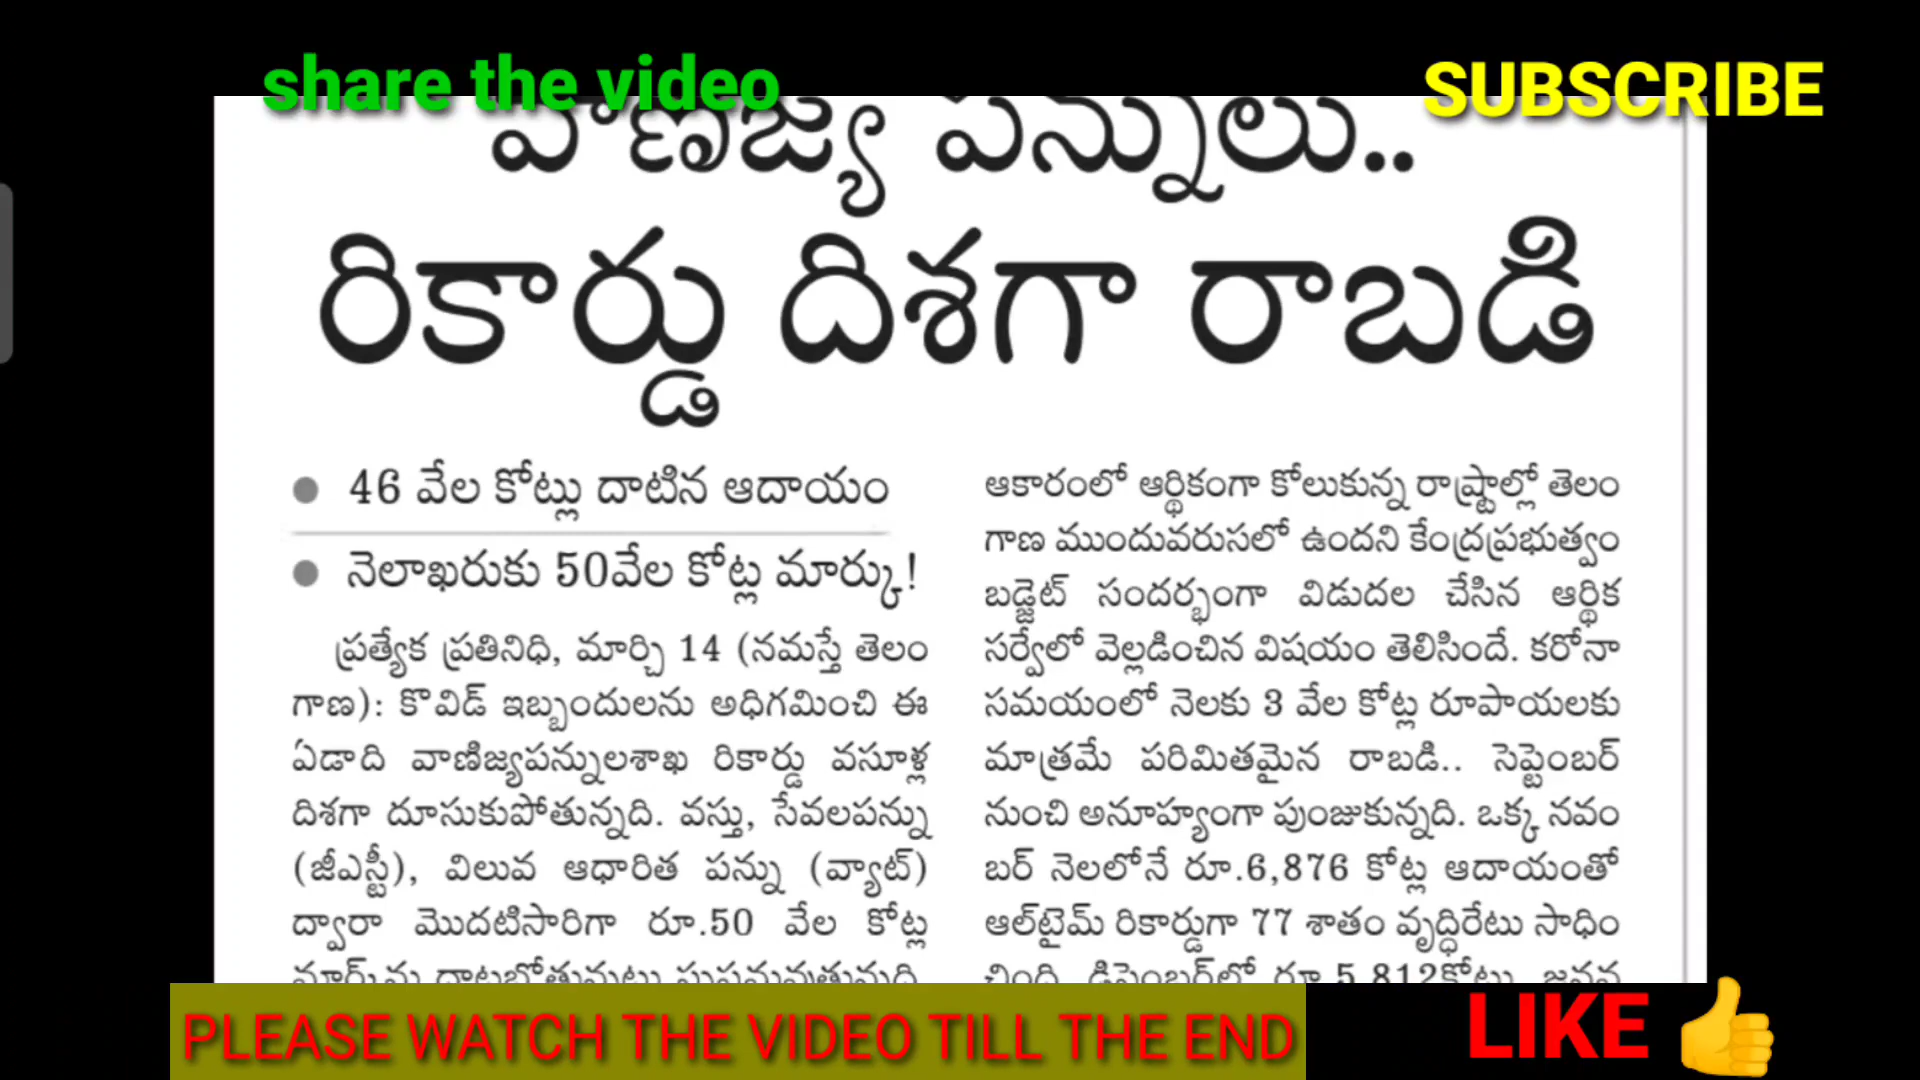 share the video
SUBSCRIBE
వాణిజ్య పన్నులు..
రికార్డు దిశగా రాబడి
● 46 వేల కోట్లు దాటిన ఆదాయం
● నెలాఖరుకు 50వేల కోట్ల మార్కు!
ప్రత్యేక ప్రతినిధి, మార్చి 14 (నమస్తే తెలం
గాణ): కొవిడ్ ఇబ్బందులను అధిగమించి ఈ
ఏడాది వాణిజ్యపన్నులశాఖ రికార్డు వసూళ్ల
దిశగా దూసుకుపోతున్నది. వస్తు, సేవలపన్ను
(జీఎస్టీ), విలువ ఆధారిత పన్ను (వ్యాట్)
ద్వారా మొదటిసారిగా రూ.50 వేల కోట్ల
ఆకారంలో ఆర్థికంగా కోలుకున్న రాష్ట్రాల్లో తెలం
గాణ ముందువరుసలో ఉందని కేంద్రప్రభుత్వం
బడ్జెట్ సందర్భంగా విడుదల చేసిన ఆర్థిక
సర్వేలో వెల్లడించిన విషయం తెలిసిందే. కరోనా
సమయంలో నెలకు 3 వేల కోట్ల రూపాయలకు
మాత్రమే పరిమితమైన రాబడి.. సెప్టెంబర్
నుంచి అనూహ్యంగా పుంజుకున్నది. ఒక్క నవం
బర్ నెలలోనే రూ.6,876 కోట్ల ఆదాయంతో
ఆల్‌టైమ్ రికార్డుగా 77 శాతం వృద్ధిరేటు సాధిం
చింది. డిసెంబర్‌లో రూ.5,812కోట్లు,
PLEASE WATCH THE VIDEO TILL THE END
LIKE